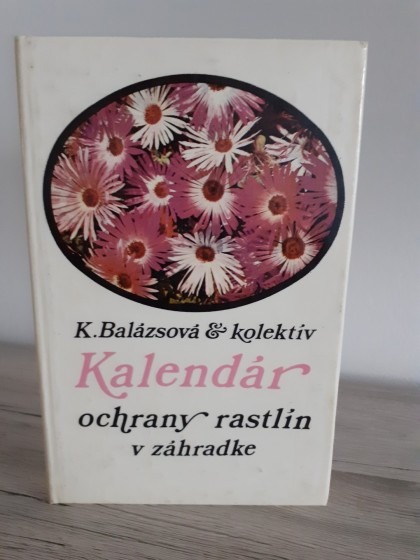 K. Balázsová & kolektív
Kalendár
ochrany rastlín
v záhradke